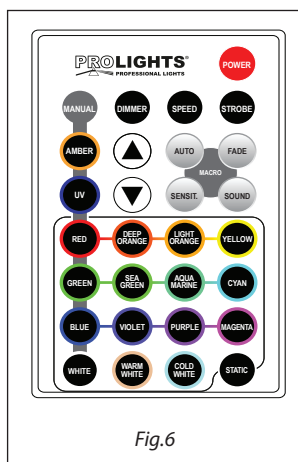 PROLIGHTS®
PROFESSIONAL LIGHTS
POWER
MANUAL
DIMMER
SPEED
STROBE
AMBER
AUTO
FADE
MACRO
UV
SENSIT.
SOUND
RED
DEEP
ORANGE
LIGHT
ORANGE
YELLOW
GREEN
SEA
GREEN
AQUA
MARINE
CYAN
BLUE
VIOLET
PURPLE
MAGENTA
WHITE
WARM
WHITE
COLD
WHITE
STATIC
Fig.6